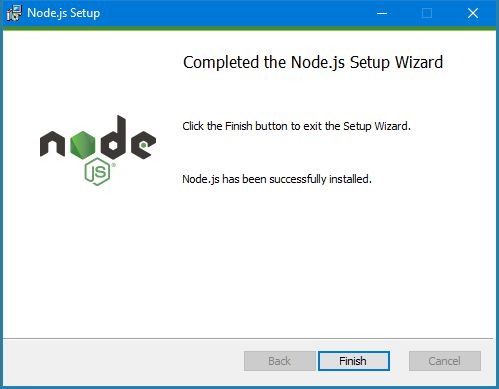 Node.js Setup
Completed the Node.js Setup Wizard
Click the Finish button to exit the Setup Wizard.
node
JS®
Node.js has been successfully installed.
Back
Finish
Cancel